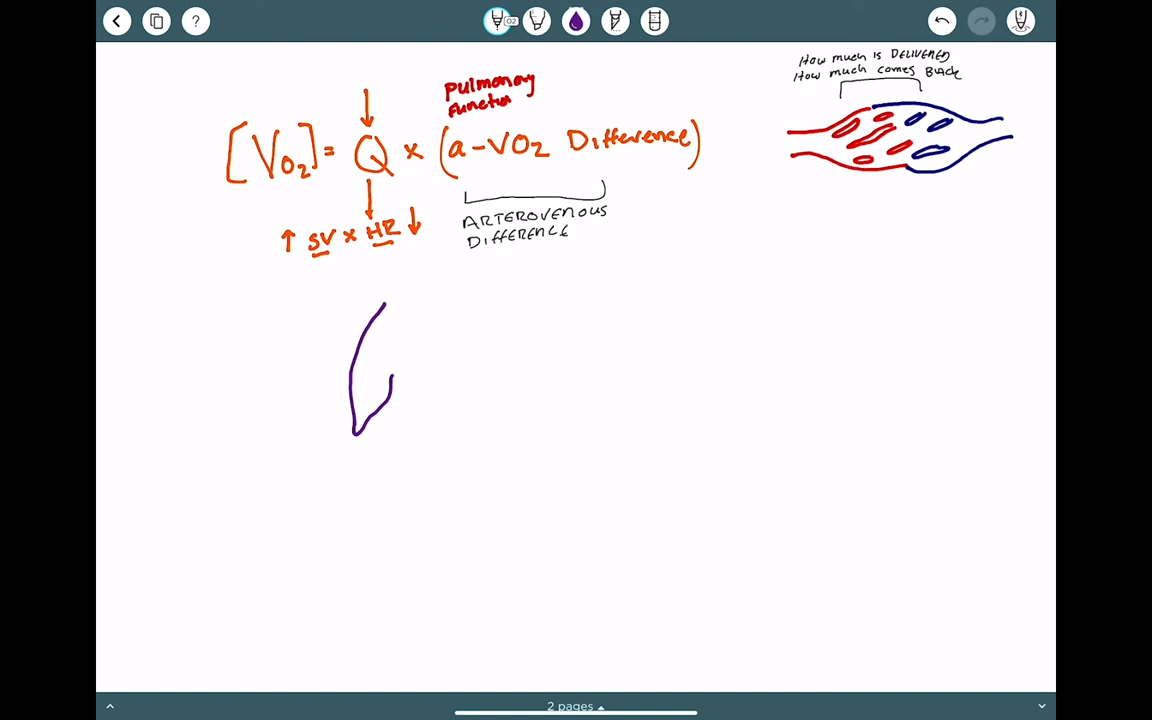 ?
02
How much is DELIVERED
How much comes Back
Pulmonary
Function
[VO2] = Q x (a-VO2 Difference)
↑ SV x HR ↓
ARTEROVENOUS
DIFFERENCE
2 pages